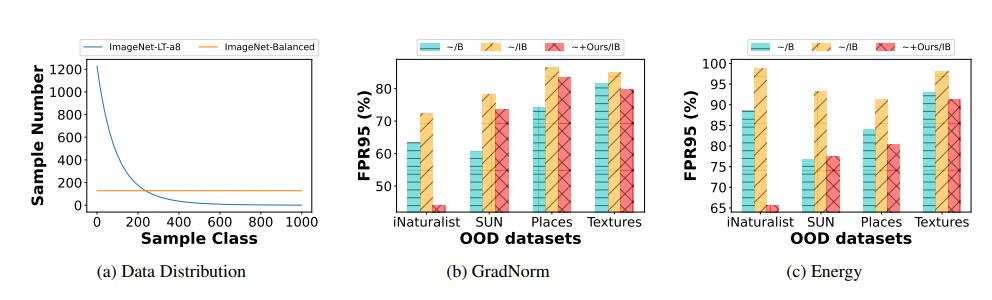 ImageNet-LT-a8 ImageNet-Balanced
Sample Number
1200
1000
800
600
400
200
0
0 200 400 600 800 1000
Sample Class
(a) Data Distribution
~/B ~/IB ~+Ours/IB
FPR95 (%)
80
70
60
50
iNaturalist SUN Places Textures
OOD datasets
(b) GradNorm
~/B ~/IB ~+Ours/IB
FPR95 (%)
100
95
90
85
80
75
70
65
iNaturalist SUN Places Textures
OOD datasets
(c) Energy